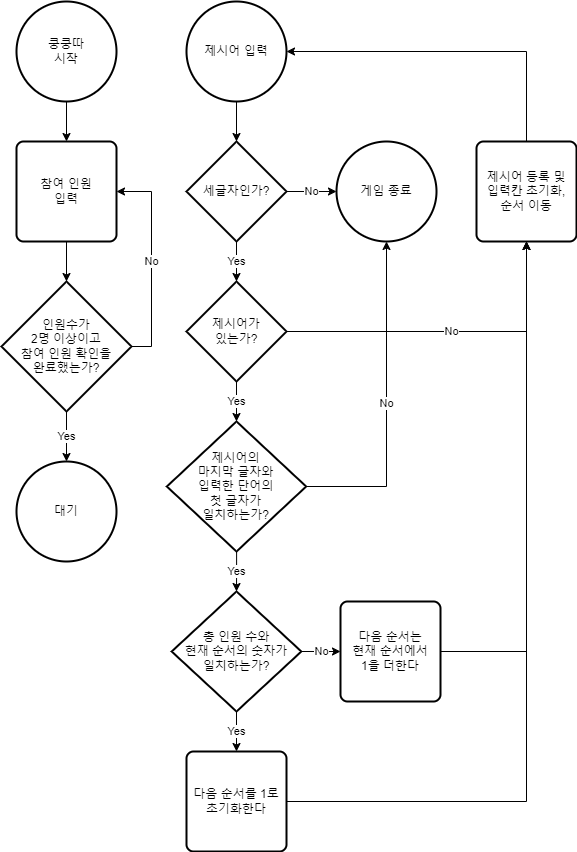 쿵쿵따
시작
참여 인원
입력
No
인원수가
2명 이상이고
참여 인원 확인을
완료했는가?
Yes
대기
제시어 입력
세글자인가?
No
게임 종료
Yes
제시어가
있는가?
No
Yes
제시어의
마지막 글자와
입력한 단어의
첫 글자가
일치하는가?
No
Yes
총 인원 수와
현재 순서의 숫자가
일치하는가?
No
다음 순서는
현재 순서에서
1을 더한다
Yes
다음 순서를 1로
초기화한다
제시어 등록 및
입력칸 초기화,
순서 이동